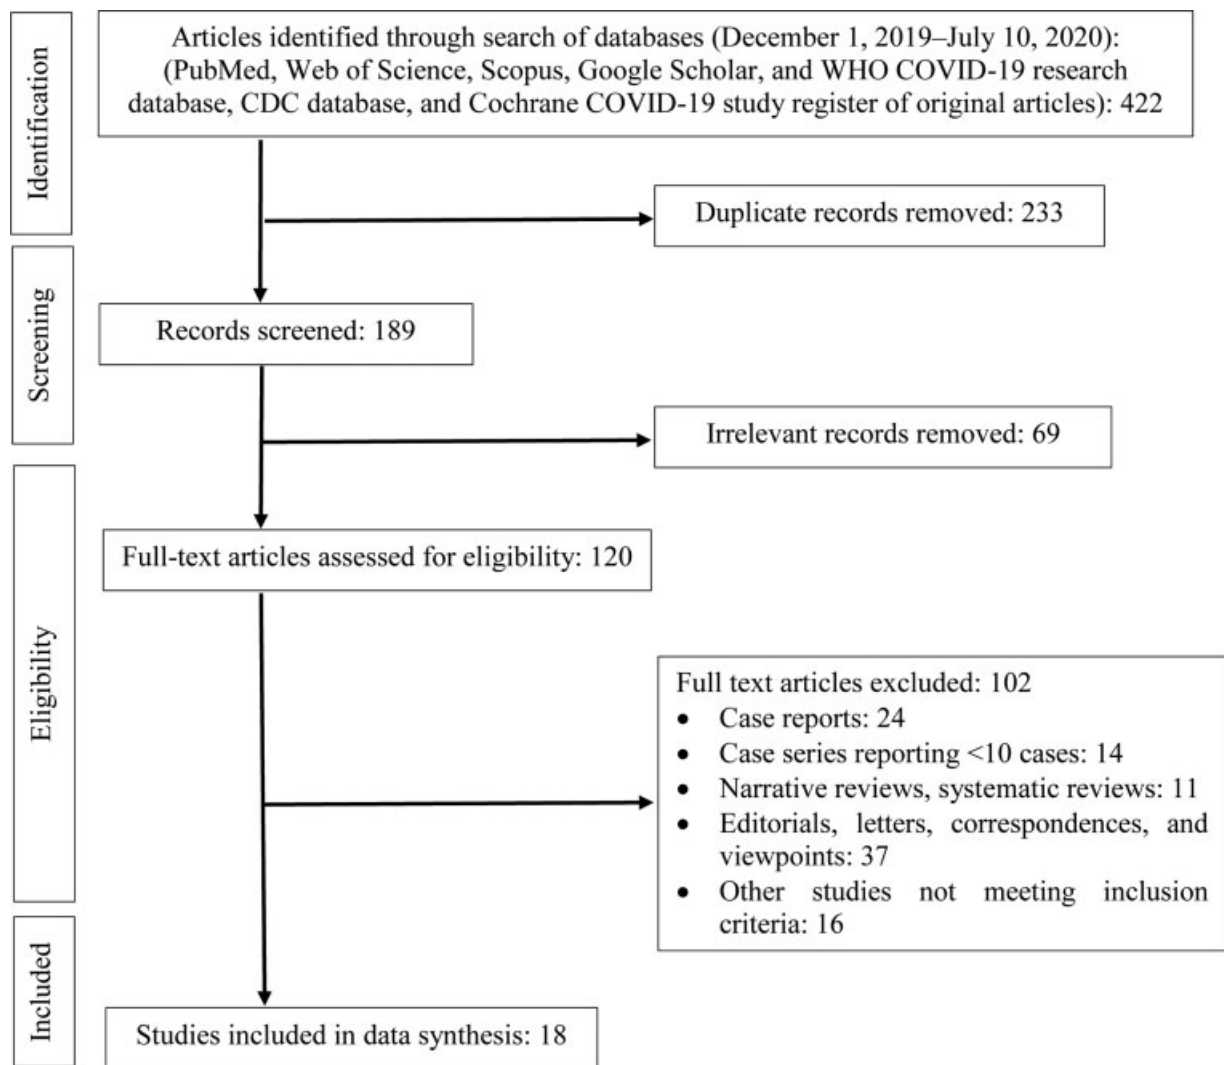 Identification
Articles identified through search of databases (December 1, 2019–July 10, 2020):
(PubMed, Web of Science, Scopus, Google Scholar, and WHO COVID-19 research
database, CDC database, and Cochrane COVID-19 study register of original articles): 422
Duplicate records removed: 233
Screening
Records screened: 189
Irrelevant records removed: 69
Eligibility
Full-text articles assessed for eligibility: 120
Full text articles excluded: 102
• Case reports: 24
• Case series reporting <10 cases: 14
• Narrative reviews, systematic reviews: 11
• Editorials, letters, correspondences, and
viewpoints: 37
• Other studies not meeting inclusion
criteria: 16
Included
Studies included in data synthesis: 18